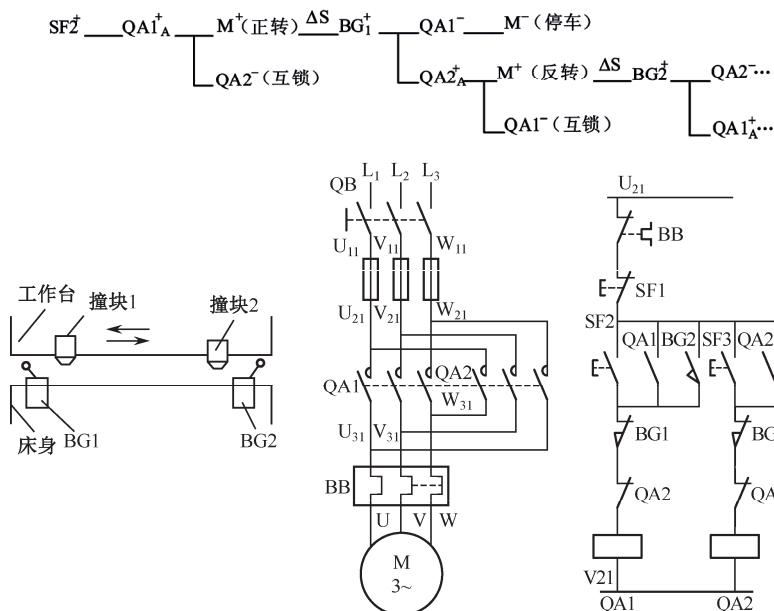 SF2⁺ QA1⁺A M⁺(正转) ΔS BG1⁺ QA1⁻ M⁻(停车)
QA2⁻(互锁) QA2⁺A M⁺(反转) ΔS BG2⁺ QA2⁻…
QA1⁻(互锁) QA1⁺A…
工作台
撞块1
撞块2
BG1
BG2
床身
L1 L2 L3
QB
U11 V11 W11
U21 V21 W21
QA1 QA2
W31
U31 V31
BB
U V W
M
3~
U21
BB
SF1
SF2
QA1 BG2 SF3 QA2
BG1 BG
QA2 QA
V21
QA1 QA2